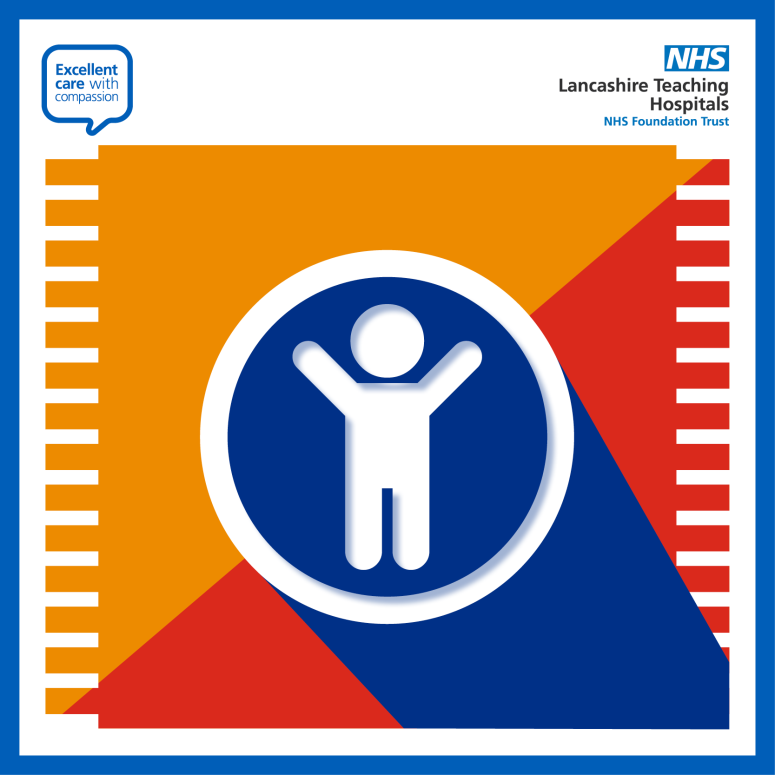 Excellent
care with
compassion
NHS
Lancashire Teaching
Hospitals
NHS Foundation Trust